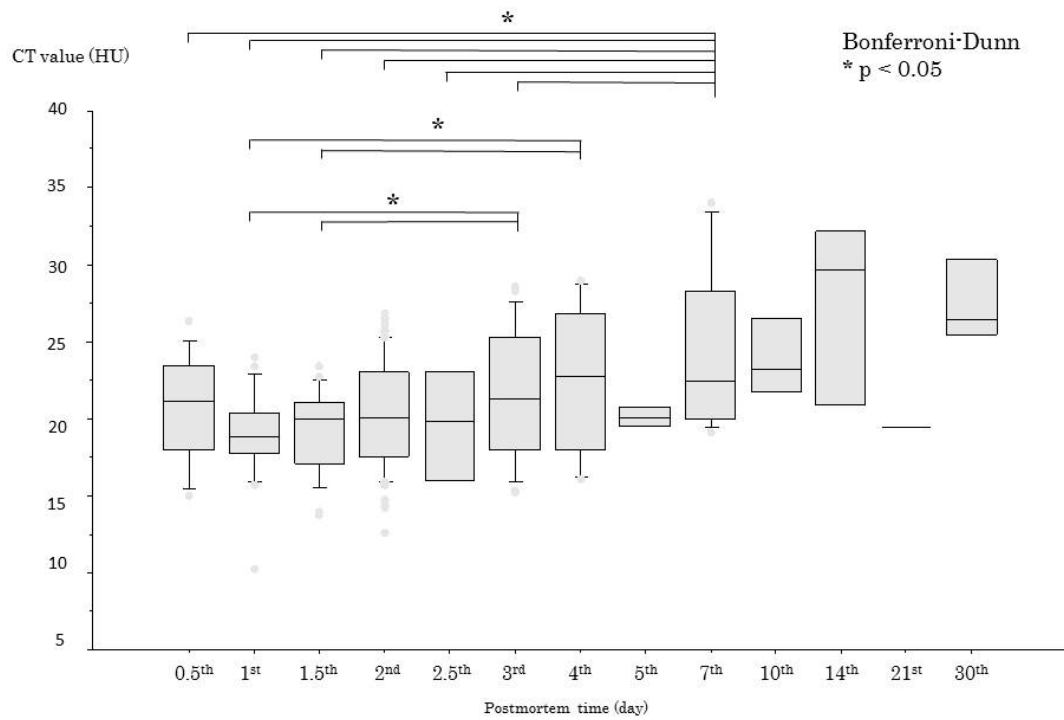 *
CT value (HU)
Bonferroni-Dunn
* p < 0.05
40
*
35
*
30
25
20
15
10
5
0.5th 1st 1.5th 2nd 2.5th 3rd 4th 5th 7th 10th 14th 21st 30th
Postmortem time (day)